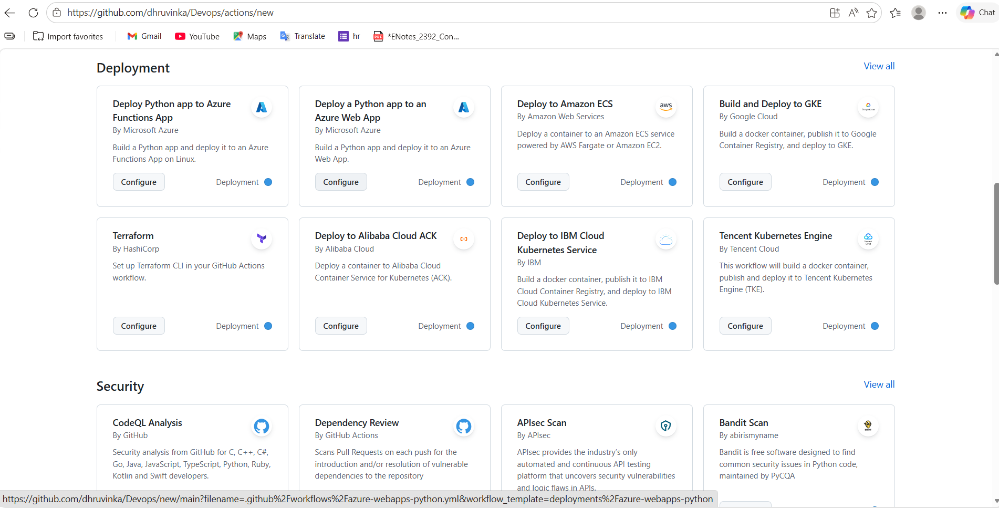 https://github.com/dhruvinka/Devops/actions/new
Chat
Import favorites
Gmail
YouTube
Maps
Translate
hr
*ENotes_2392_Con...
Deployment
View all
Deploy Python app to Azure
Functions App
By Microsoft Azure
Build a Python app and deploy it to an Azure
Functions App on Linux.
Configure
Deployment
Deploy a Python app to an
Azure Web App
By Microsoft Azure
Build a Python app and deploy it to an Azure
Web App.
Configure
Deployment
Deploy to Amazon ECS
aws
By Amazon Web Services
Deploy a container to an Amazon ECS service
powered by AWS Fargate or Amazon EC2.
Configure
Deployment
Build and Deploy to GKE
Google Cloud
By Google Cloud
Build a docker container, publish it to Google
Container Registry, and deploy to GKE.
Configure
Deployment
Terraform
By HashiCorp
Set up Terraform CLI in your GitHub Actions
workflow.
Configure
Deployment
Deploy to Alibaba Cloud ACK
By Alibaba Cloud
Deploy a container to Alibaba Cloud
Container Service for Kubernetes (ACK).
Configure
Deployment
Deploy to IBM Cloud
Kubernetes Service
By IBM
Build a docker container, publish it to IBM
Cloud Container Registry, and deploy to IBM
Cloud Kubernetes Service.
Configure
Deployment
Tencent Kubernetes Engine
Tencent
Cloud
By Tencent Cloud
This workflow will build a docker container,
publish and deploy it to Tencent Kubernetes
Engine (TKE).
Configure
Deployment
Security
View all
CodeQL Analysis
By GitHub
Security analysis from GitHub for C, C++, C#,
Go, Java, JavaScript, TypeScript, Python, Ruby,
Kotlin and Swift developers.
Dependency Review
By GitHub Actions
Scans Pull Requests on each push for the
introduction and/or resolution of vulnerable
dependencies to the repository
APIsec Scan
By APIsec
APIsec provides the industry's only
automated and continuous API testing
platform that uncovers security vulnerabilities
and logic flaws in APIs.
Bandit Scan
By abirismyname
Bandit is free software designed to find
common security issues in Python code,
maintained by PyCQA
https://github.com/dhruvinka/Devops/new/main?filename=.github%2Fworkflows%2Fazure-webapps-python.yml&workflow_template=deployments%2Fazure-webapps-python